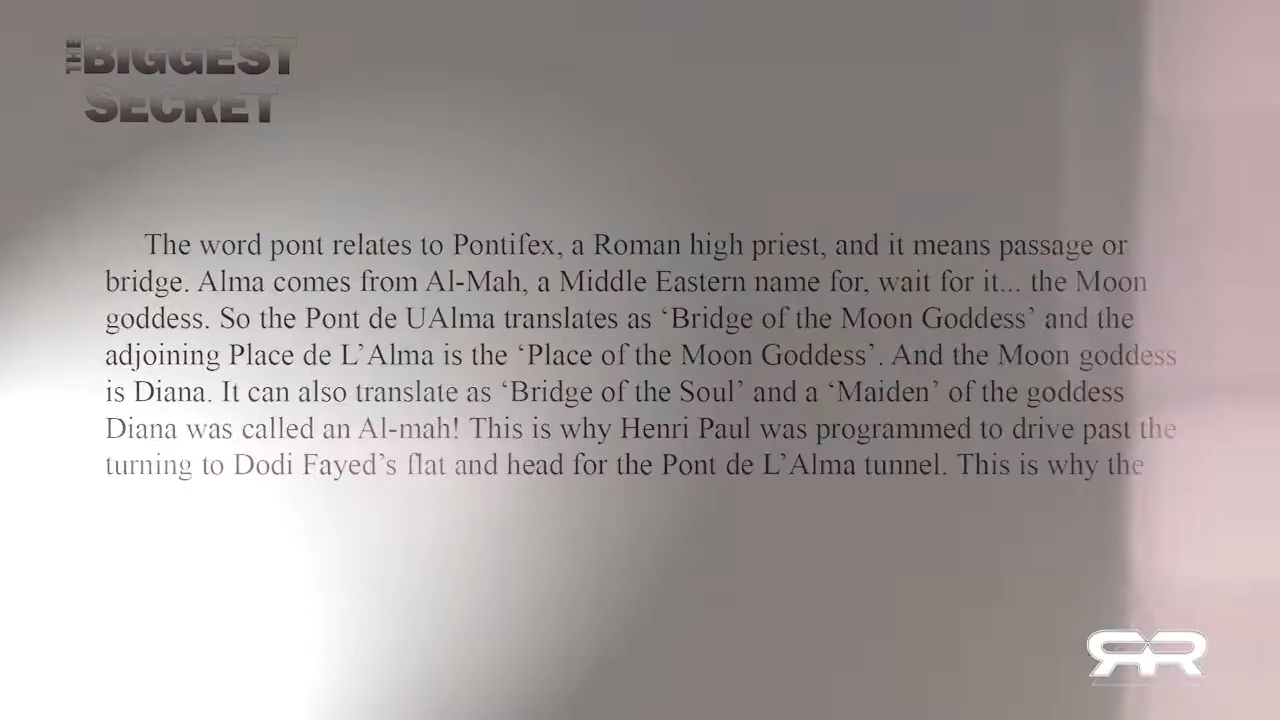 THE BIGGEST
SECRET
The word pont relates to Pontifex, a Roman high priest, and it means passage or
bridge. Alma comes from Al-Mah, a Middle Eastern name for, wait for it... the Moon
goddess. So the Pont de UAlma translates as ‘Bridge of the Moon Goddess’ and the
adjoining Place de L’Alma is the ‘Place of the Moon Goddess’. And the Moon goddess
is Diana. It can also translate as ‘Bridge of the Soul’ and a ‘Maiden’ of the goddess
Diana was called an Al-mah! This is why Henri Paul was programmed to drive past the
turning to Dodi Fayed’s flat and head for the Pont de L’Alma tunnel. This is why the
RR